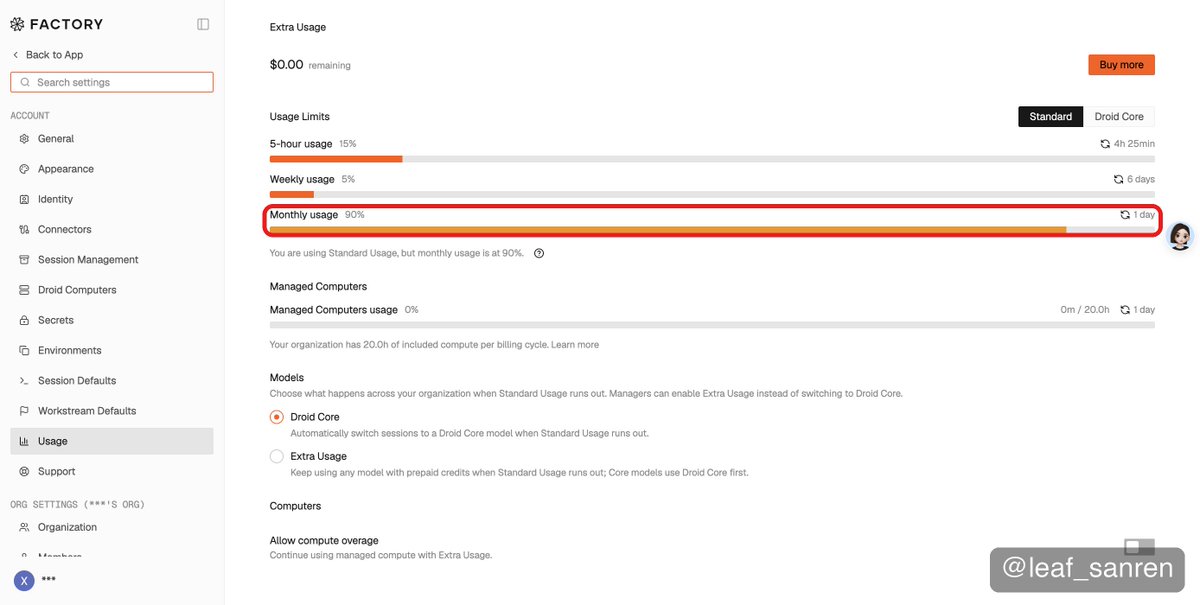 FACTORY
Back to App
Search settings
ACCOUNT
General
Appearance
Identity
Connectors
Session Management
Droid Computers
Secrets
Environments
Session Defaults
Workstream Defaults
Usage
Support
ORG SETTINGS (***'S ORG)
Organization
Members
X ***
Extra Usage
$0.00 remaining
Buy more
Usage Limits
Standard Droid Core
5-hour usage 15% 4h 25min
Weekly usage 5% 6 days
Monthly usage 90% 1 day
You are using Standard Usage, but monthly usage is at 90%. ?
Managed Computers
Managed Computers usage 0% 0m / 20.0h 1 day
Your organization has 20.0h of included compute per billing cycle. Learn more
Models
Choose what happens across your organization when Standard Usage runs out. Managers can enable Extra Usage instead of switching to Droid Core.
Droid Core
Automatically switch sessions to a Droid Core model when Standard Usage runs out.
Extra Usage
Keep using any model with prepaid credits when Standard Usage runs out; Core models use Droid Core first.
Computers
Allow compute overage
Continue using managed compute with Extra Usage.
@leaf_sanren